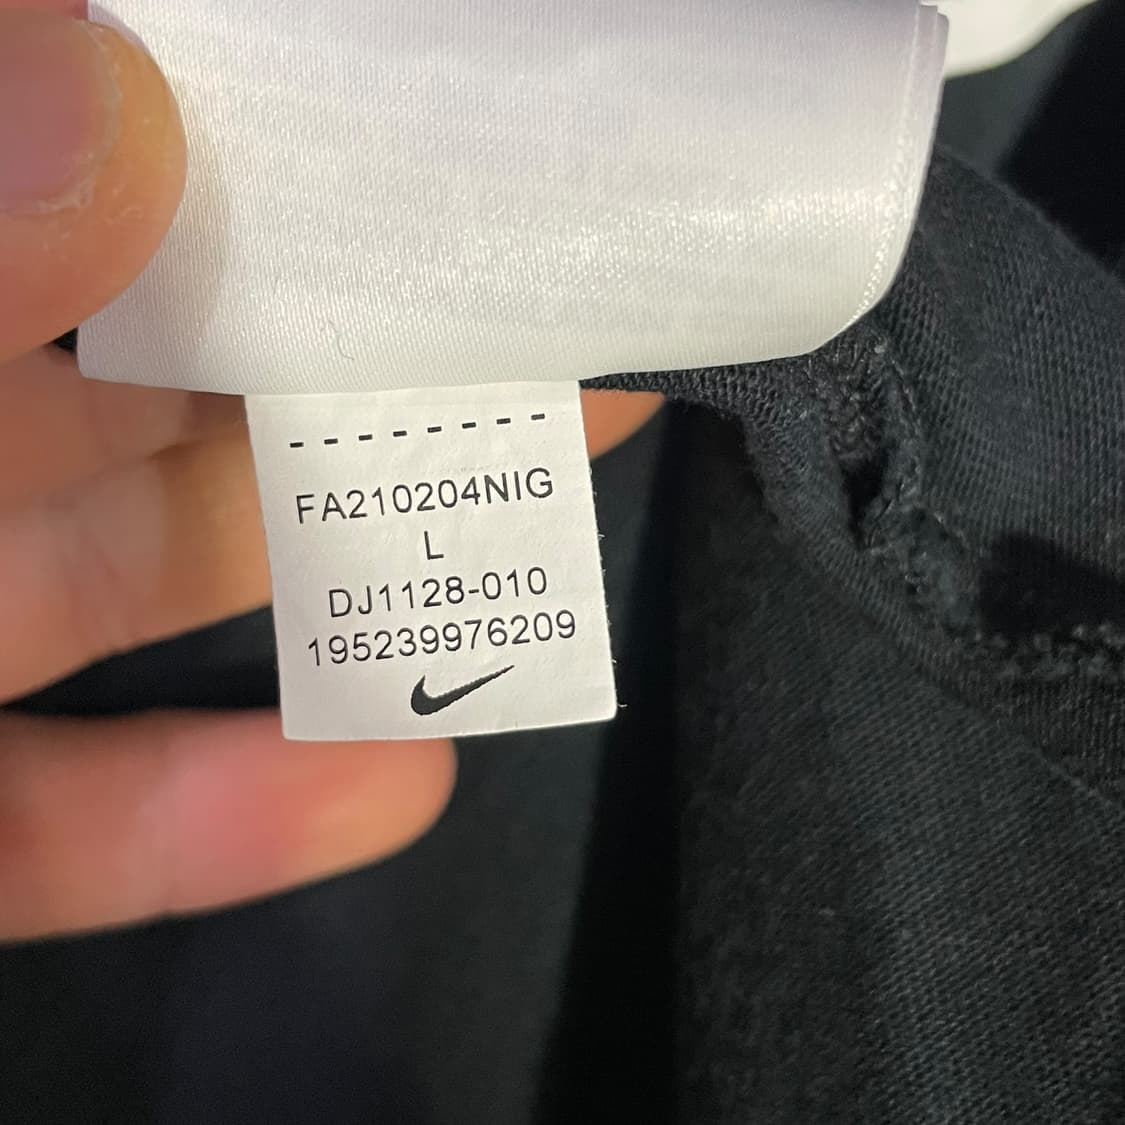 --------
FA210204NIG
L
DJ1128-010
195239976209